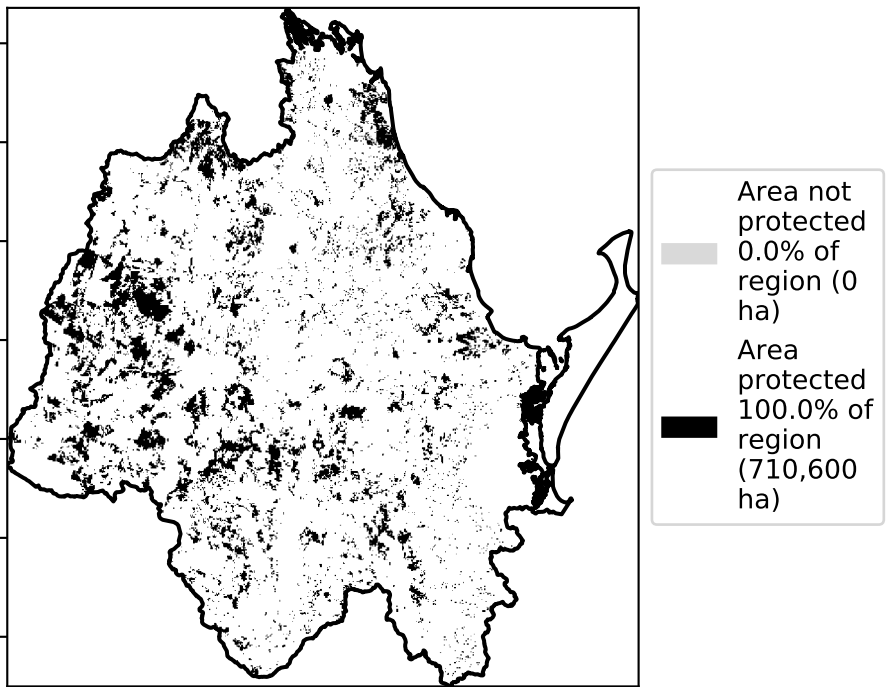 Area not
protected
0.0% of
region (0
ha)
Area
protected
100.0% of
region
(710,600
ha)